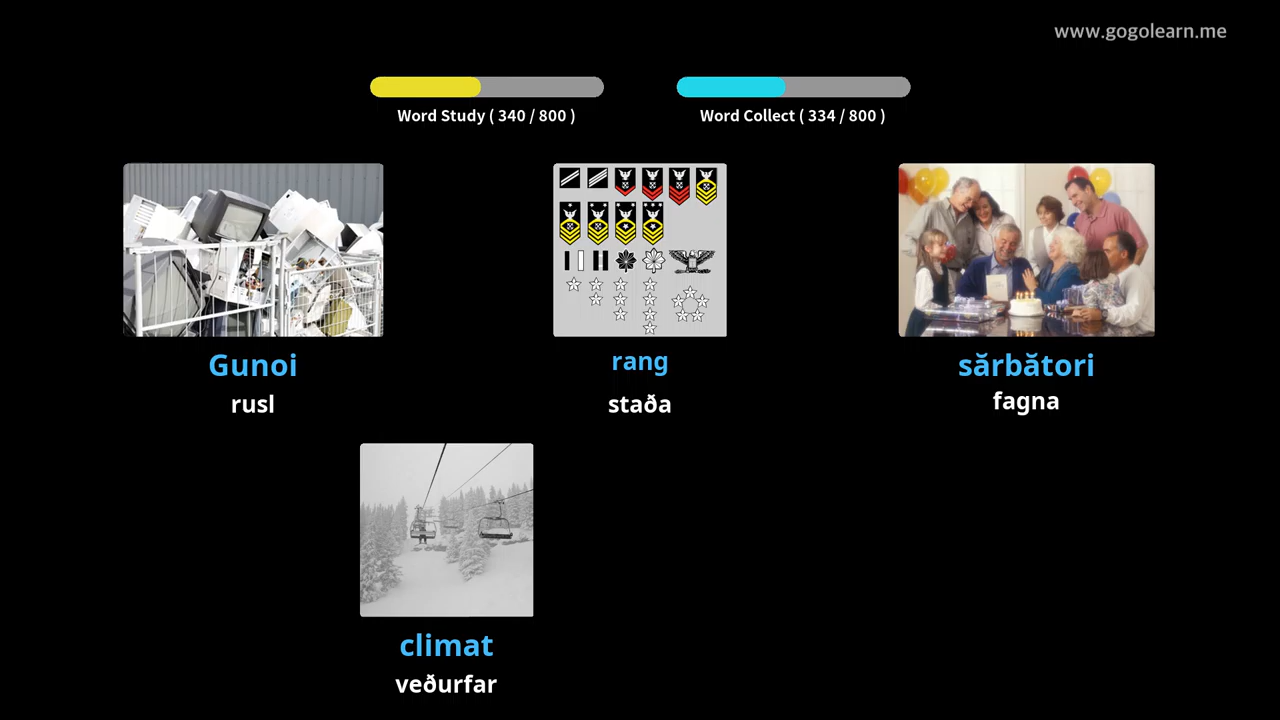 www.gogolearn.me
Word Study ( 340 / 800 )
Word Collect ( 334 / 800 )
Gunoi
rusl
rang
staða
sărbători
fagna
climat
veðurfar